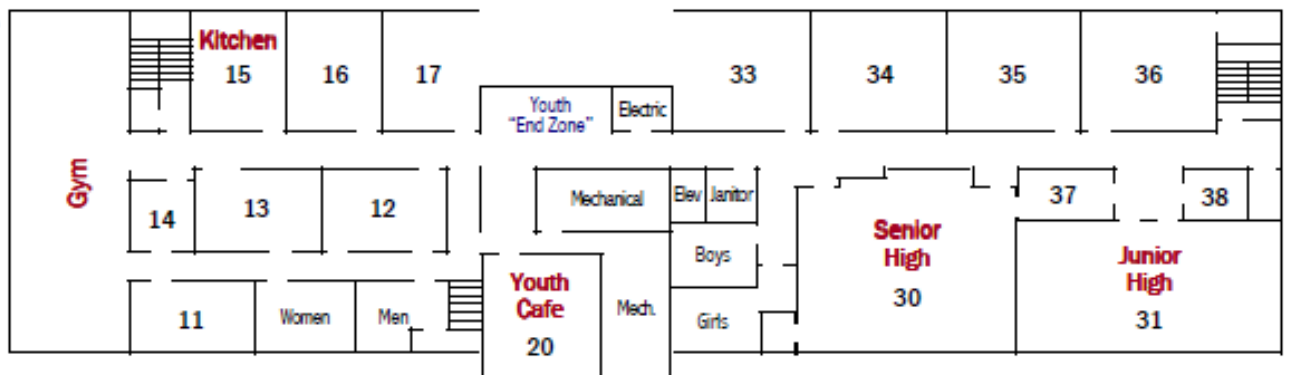 Kitchen
15
16
17
33
34
35
36
Youth
"End Zone"
Electric
Gym
14
13
12
Mechanical
Elev
Janitor
37
38
Boys
Senior
High
30
Junior
High
31
11
Women
Men
Youth
Cafe
20
Mech.
Girls